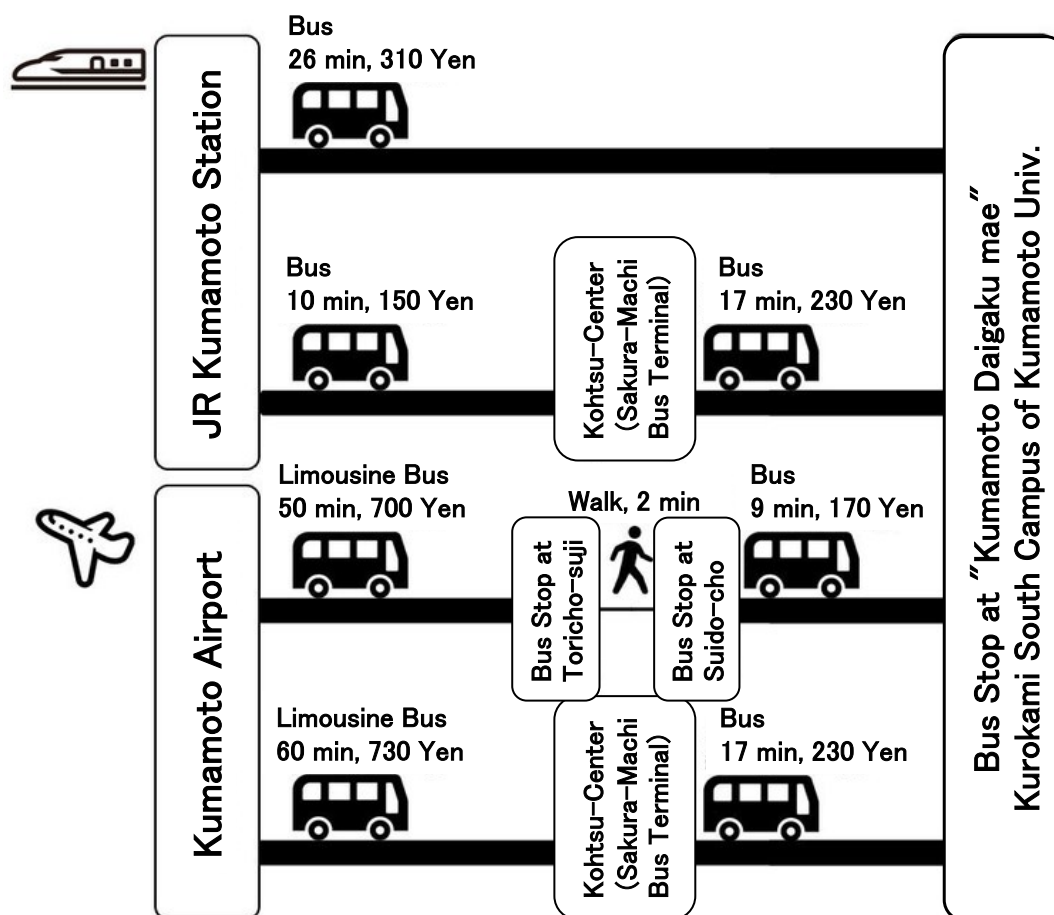 JR Kumamoto Station
Bus
26 min, 310 Yen
Bus
10 min, 150 Yen
Kohtsu-Center
(Sakura-Machi
Bus Terminal)
Bus
17 min, 230 Yen
Kumamoto Airport
Limousine Bus
50 min, 700 Yen
Bus Stop at
Toricho-suji
Walk, 2 min
Bus Stop at
Suido-cho
Bus
9 min, 170 Yen
Limousine Bus
60 min, 730 Yen
Kohtsu-Center
(Sakura-Machi
Bus Terminal)
Bus
17 min, 230 Yen
Bus Stop at "Kumamoto Daigaku mae"
Kurokami South Campus of Kumamoto Univ.